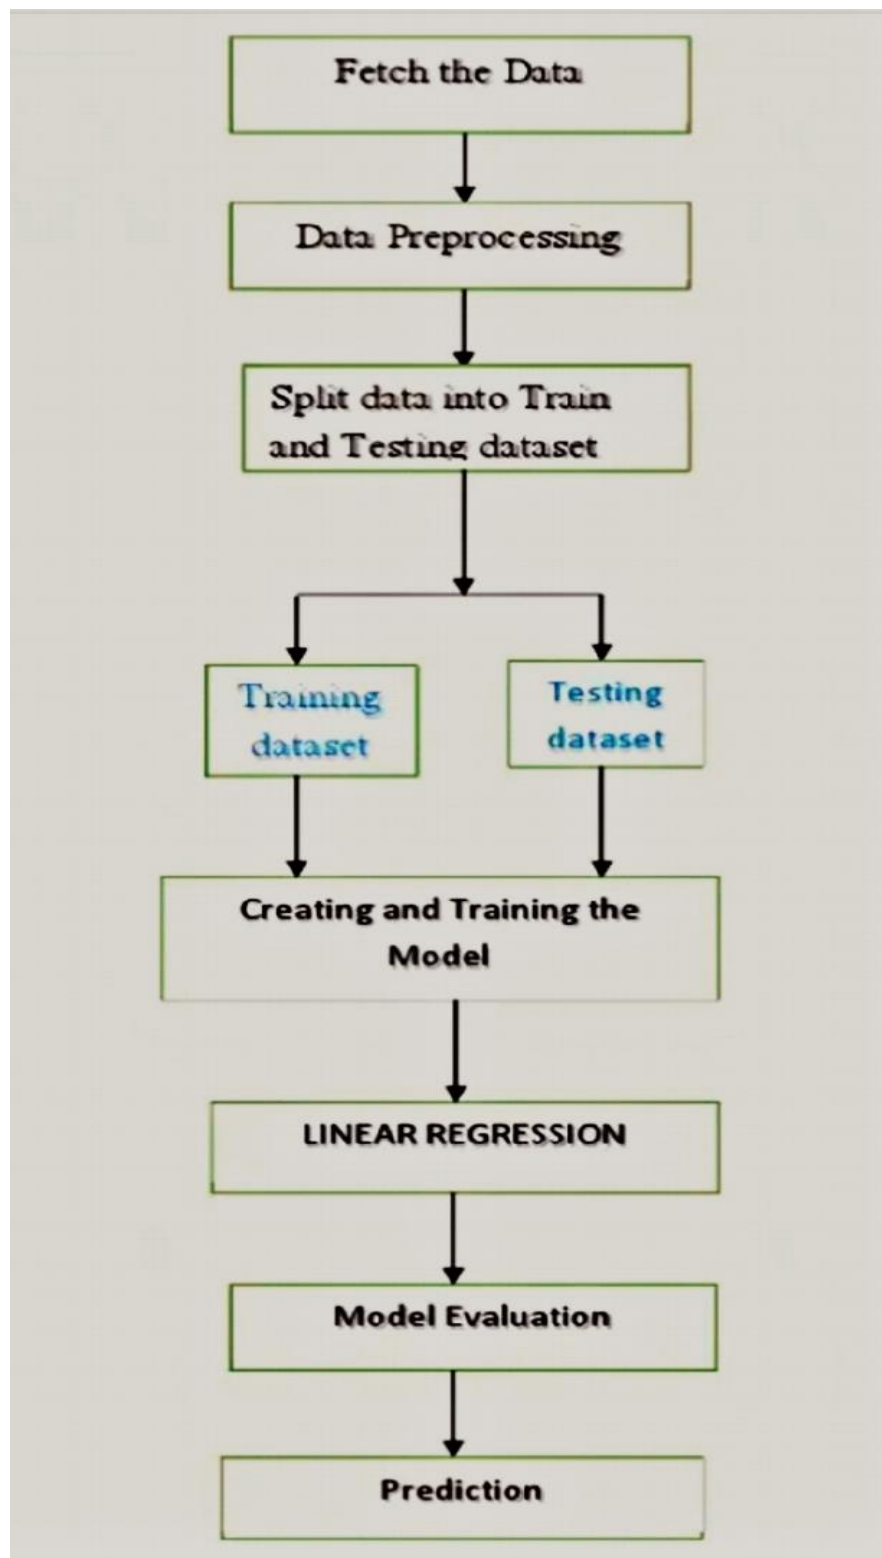 Fetch the Data
Data Preprocessing
Split data into Train
and Testing dataset
Training
dataset
Testing
dataset
Creating and Training the
Model
LINEAR REGRESSION
Model Evaluation
Prediction